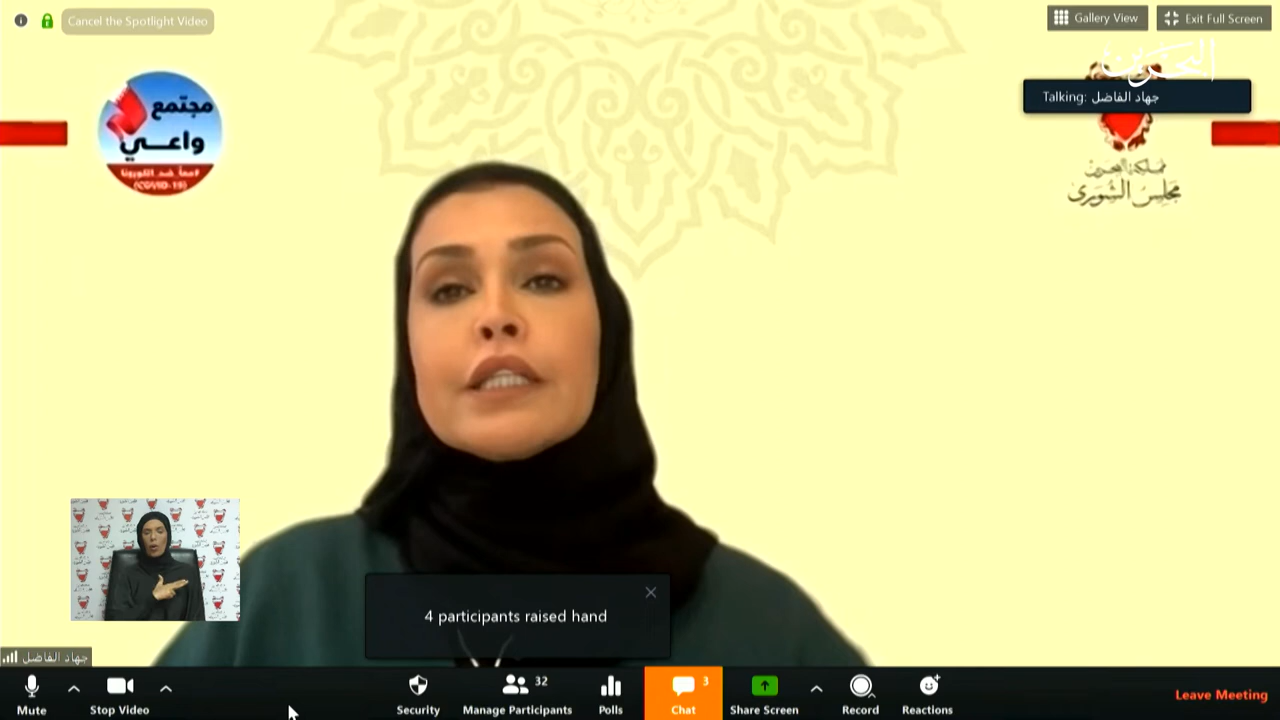 Cancel the Spotlight Video
Gallery View
Exit Full Screen
البحرين
Talking: جهاد الفاضل
مجتمع
واعي
#معاً_ضد_الكورونا
(COVID-19)
مملكة البحرين
مجلس الشورى
4 participants raised hand
جهاد الفاضل
Mute
Stop Video
Security
Manage Participants
32
Polls
Chat
3
Share Screen
Record
Reactions
Leave Meeting